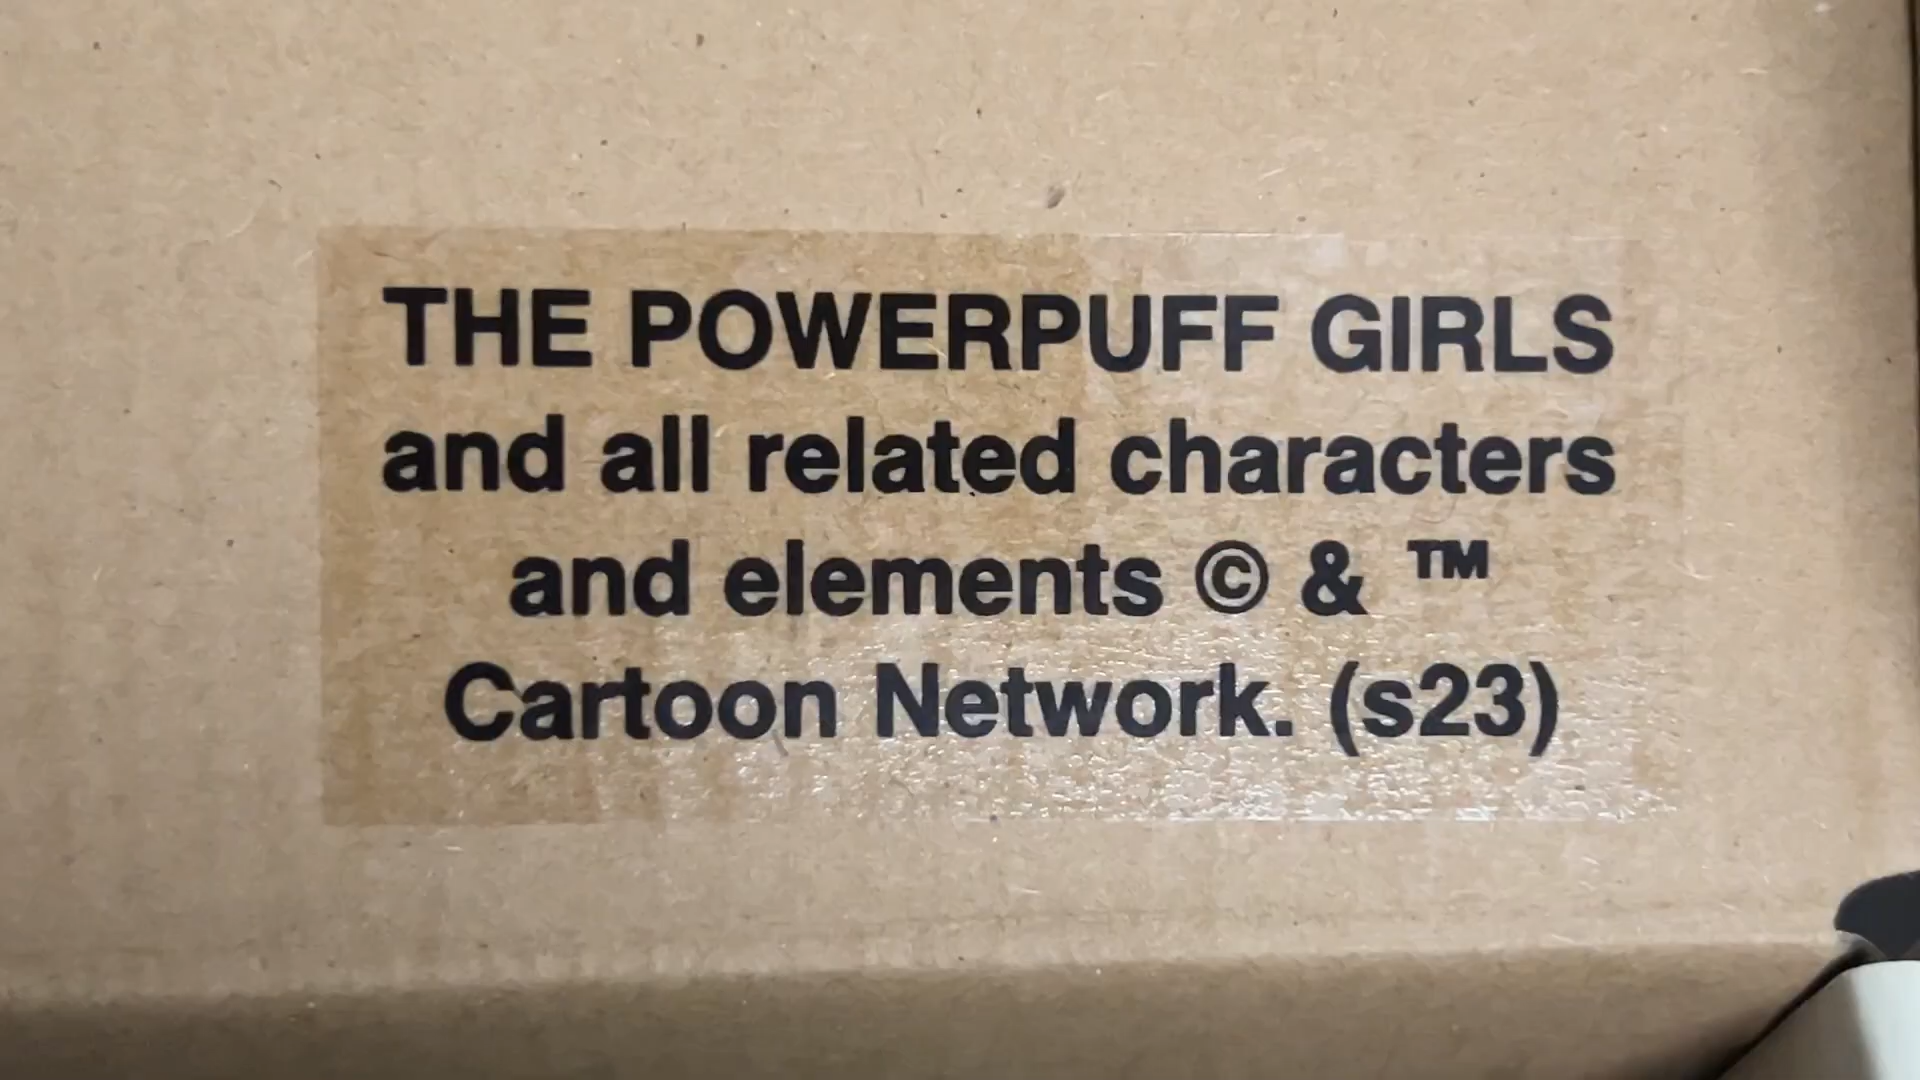 THE POWERPUFF GIRLS
and all related characters
and elements © & ™
Cartoon Network. (s23)